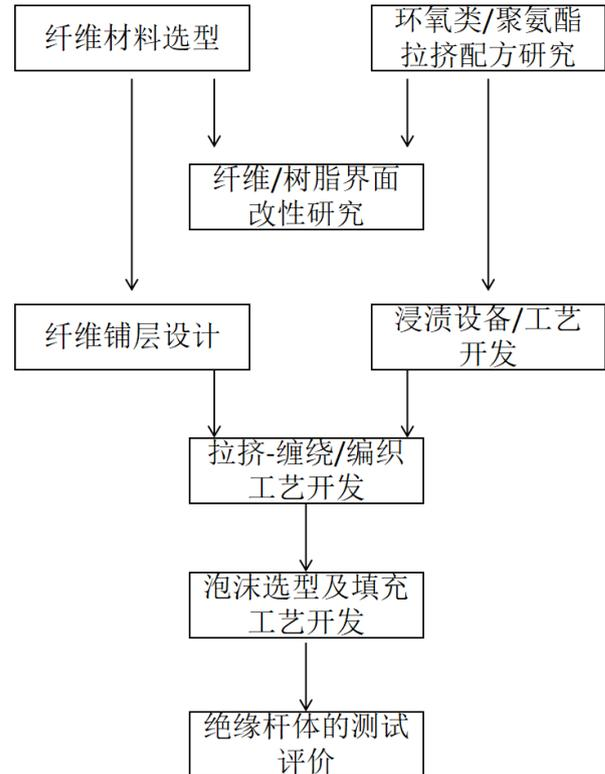 纤维材料选型
环氧类/聚氨酯
拉挤配方研究
纤维/树脂界面
改性研究
纤维铺层设计
浸渍设备/工艺
开发
拉挤-缠绕/编织
工艺开发
泡沫选型及填充
工艺开发
绝缘杆体的测试
评价